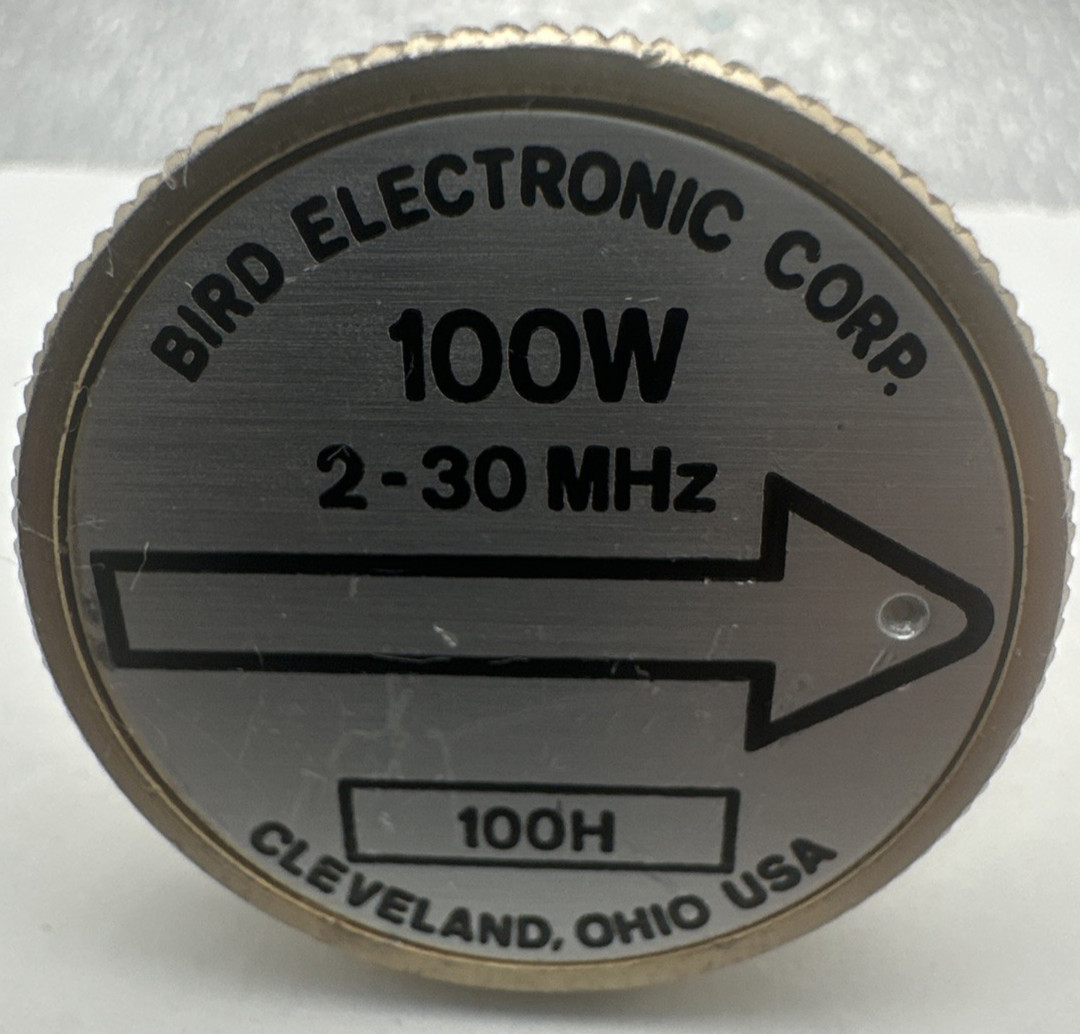 BIRD ELECTRONIC CORP.
100W
2-30 MHz
100H
CLEVELAND, OHIO USA